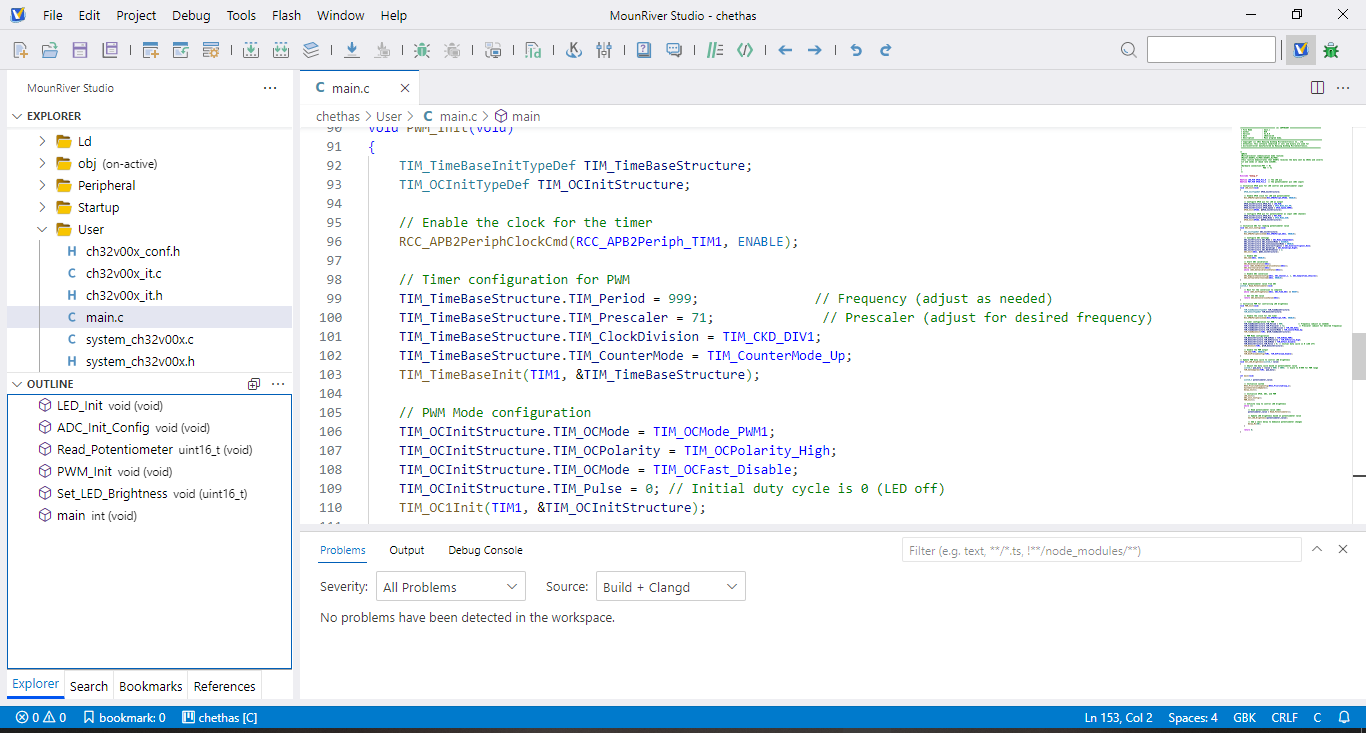 File Edit Project Debug Tools Flash Window Help
MounRiver Studio - chethas
MounRiver Studio
main.c
EXPLORER
chethas > User > C main.c > main
Ld
obj (on-active)
Peripheral
Startup
User
H ch32v00x_conf.h
C ch32v00x_it.c
H ch32v00x_it.h
C main.c
C system_ch32v00x.c
H system_ch32v00x.h
OUTLINE
LED_Init void (void)
ADC_Init_Config void (void)
Read_Potentiometer uint16_t (void)
PWM_Init void (void)
Set_LED_Brightness void (uint16_t)
main int (void)
Explorer Search Bookmarks References
90 void PWM_Init(void)
91 {
92 TIM_TimeBaseInitTypeDef TIM_TimeBaseStructure;
93 TIM_OCInitTypeDef TIM_OCInitStructure;
94
95 // Enable the clock for the timer
96 RCC_APB2PeriphClockCmd(RCC_APB2Periph_TIM1, ENABLE);
97
98 // Timer configuration for PWM
99 TIM_TimeBaseStructure.TIM_Period = 999; // Frequency (adjust as needed)
100 TIM_TimeBaseStructure.TIM_Prescaler = 71; // Prescaler (adjust for desired frequency)
101 TIM_TimeBaseStructure.TIM_ClockDivision = TIM_CKD_DIV1;
102 TIM_TimeBaseStructure.TIM_CounterMode = TIM_CounterMode_Up;
103 TIM_TimeBaseInit(TIM1, &TIM_TimeBaseStructure);
104
105 // PWM Mode configuration
106 TIM_OCInitStructure.TIM_OCMode = TIM_OCMode_PWM1;
107 TIM_OCInitStructure.TIM_OCPolarity = TIM_OCPolarity_High;
108 TIM_OCInitStructure.TIM_OCMode = TIM_OCFast_Disable;
109 TIM_OCInitStructure.TIM_Pulse = 0; // Initial duty cycle is 0 (LED off)
110 TIM_OC1Init(TIM1, &TIM_OCInitStructure);
111
Problems Output Debug Console
Filter (e.g. text, **/*.ts, !**/node_modules/**)
Severity: All Problems Source: Build + Clangd
No problems have been detected in the workspace.
0 0 bookmark: 0 chethas [C]
Ln 153, Col 2 Spaces: 4 GBK CRLF C